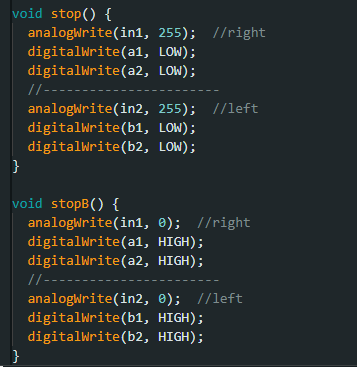 void stop() {
  analogWrite(in1, 255);  //right
  digitalWrite(a1, LOW);
  digitalWrite(a2, LOW);
  //-----------------------
  analogWrite(in2, 255);  //left
  digitalWrite(b1, LOW);
  digitalWrite(b2, LOW);
}

void stopB() {
  analogWrite(in1, 0);  //right
  digitalWrite(a1, HIGH);
  digitalWrite(a2, HIGH);
  //-----------------------
  analogWrite(in2, 0);  //left
  digitalWrite(b1, HIGH);
  digitalWrite(b2, HIGH);
}